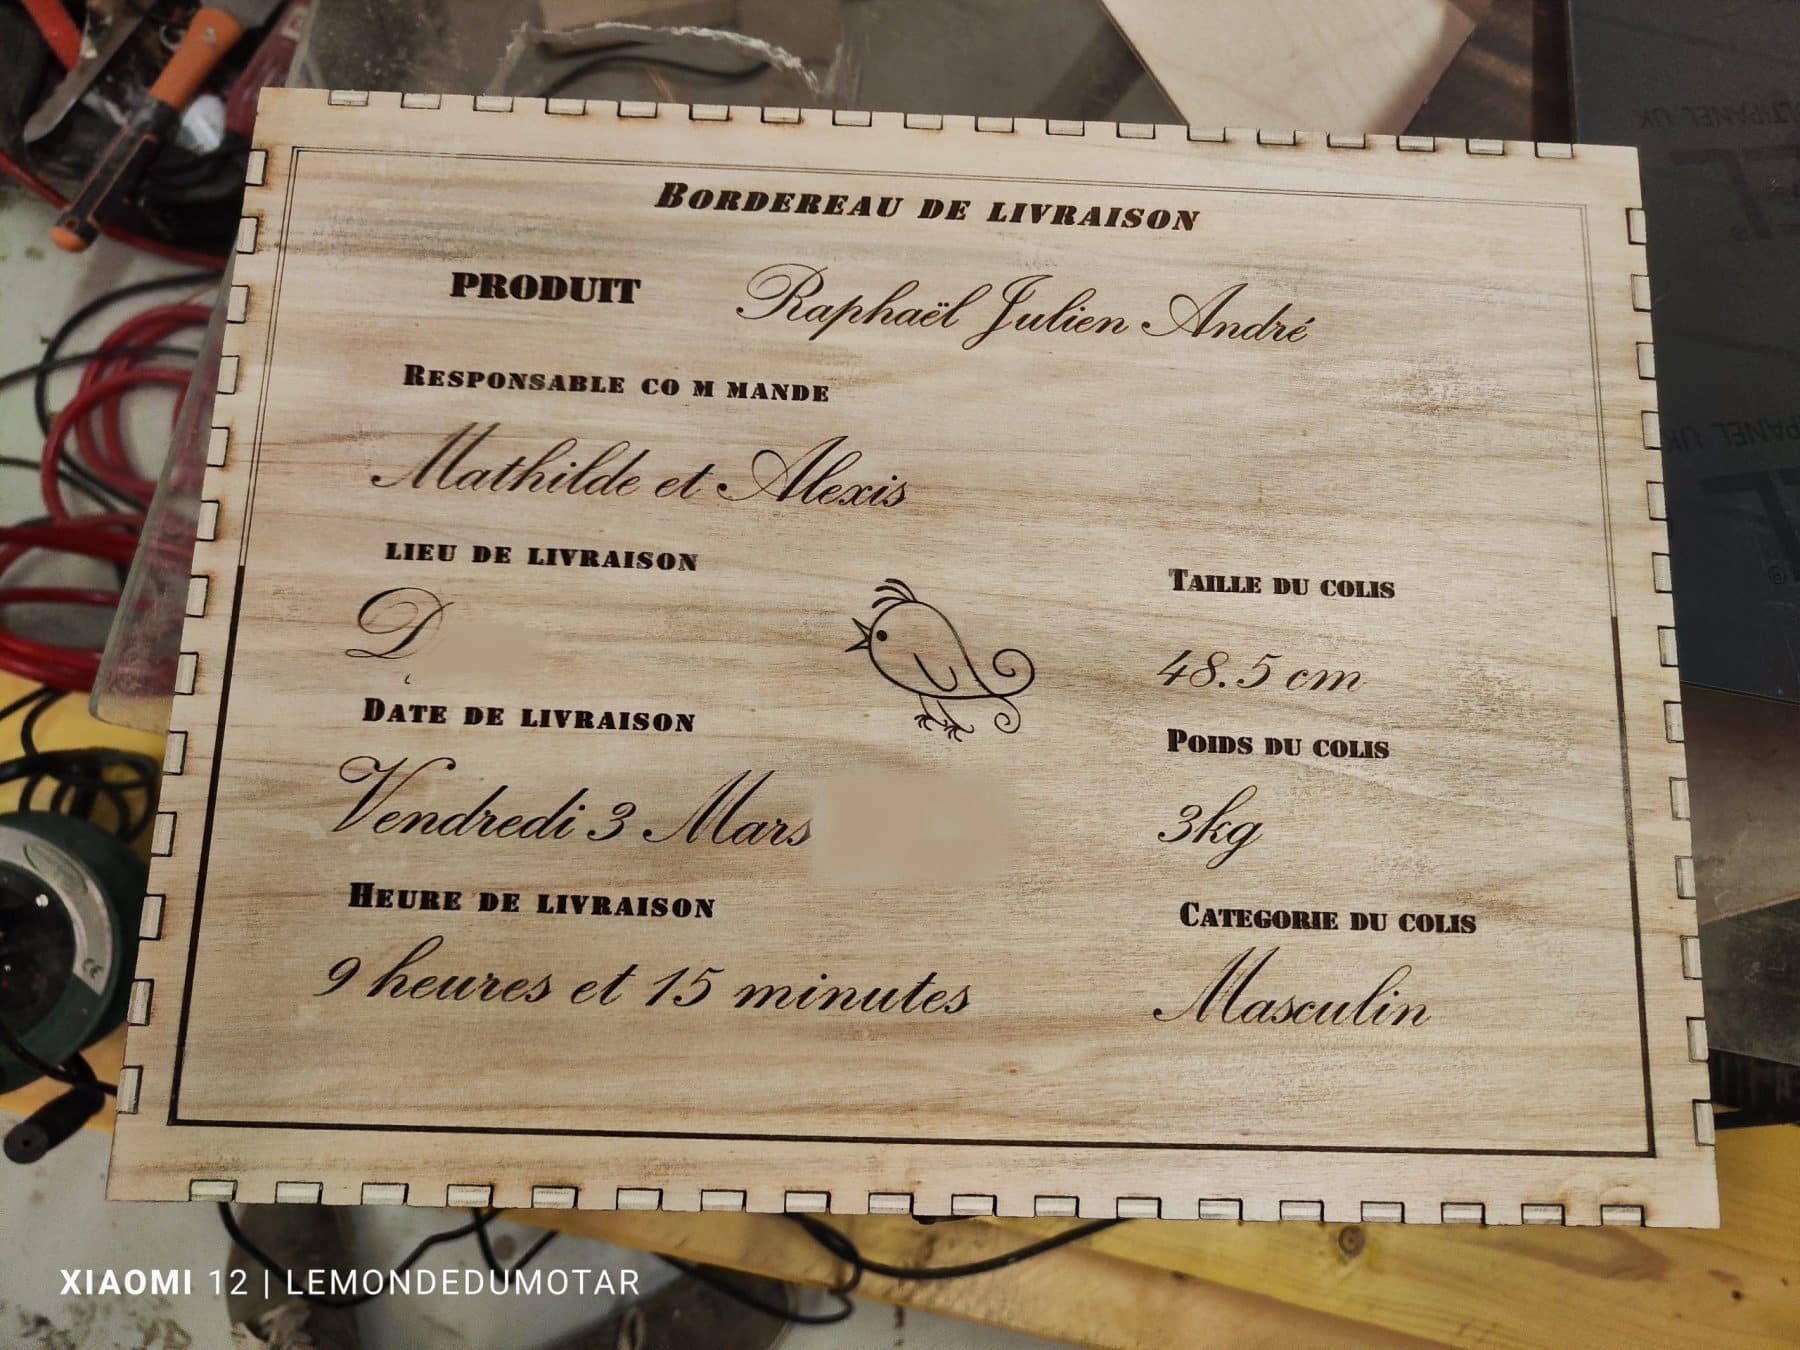 BORDEREAU DE LIVRAISON
PRODUIT Raphaël Julien André
RESPONSABLE CO M MANDE
Mathilde et Alexis
LIEU DE LIVRAISON
D
DATE DE LIVRAISON
Vendredi 3 Mars
HEURE DE LIVRAISON
9 heures et 15 minutes
TAILLE DU COLIS
48.5 cm
POIDS DU COLIS
3kg
CATEGORIE DU COLIS
Masculin
XIAOMI 12 | LEMONDEDUMOTAR